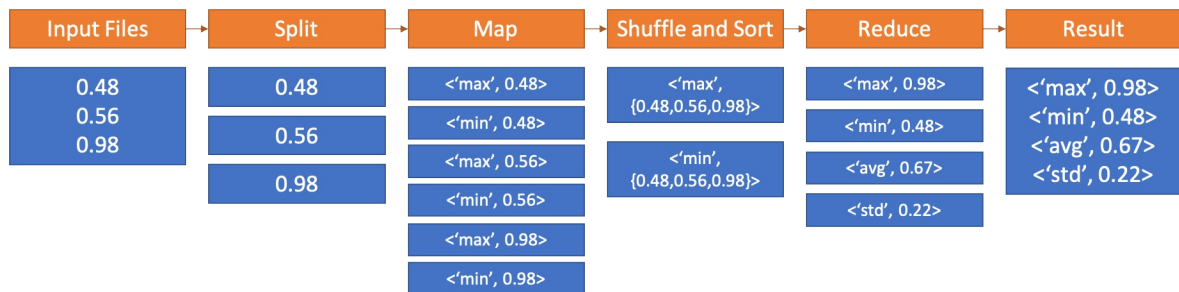 Input Files
Split
Map
Shuffle and Sort
Reduce
Result
0.48
0.56
0.98
0.48
0.56
0.98
<‘max’, 0.48>
<‘min’, 0.48>
<‘max’, 0.56>
<‘min’, 0.56>
<‘max’, 0.98>
<‘min’, 0.98>
<‘max’,
{0.48,0.56,0.98}>
<‘min’,
{0.48,0.56,0.98}>
<‘max’, 0.98>
<‘min’, 0.48>
<‘avg’, 0.67>
<‘std’, 0.22>
<‘max’, 0.98>
<‘min’, 0.48>
<‘avg’, 0.67>
<‘std’, 0.22>